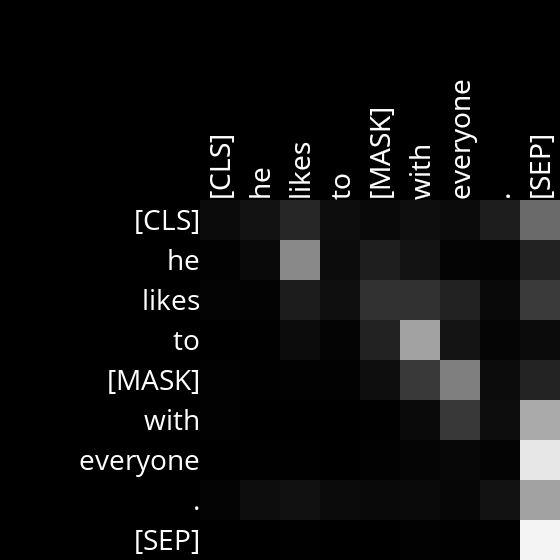 [CLS] he likes to [MASK] with everyone . [SEP]
[CLS]
he
likes
to
[MASK]
with
everyone
.
[SEP]